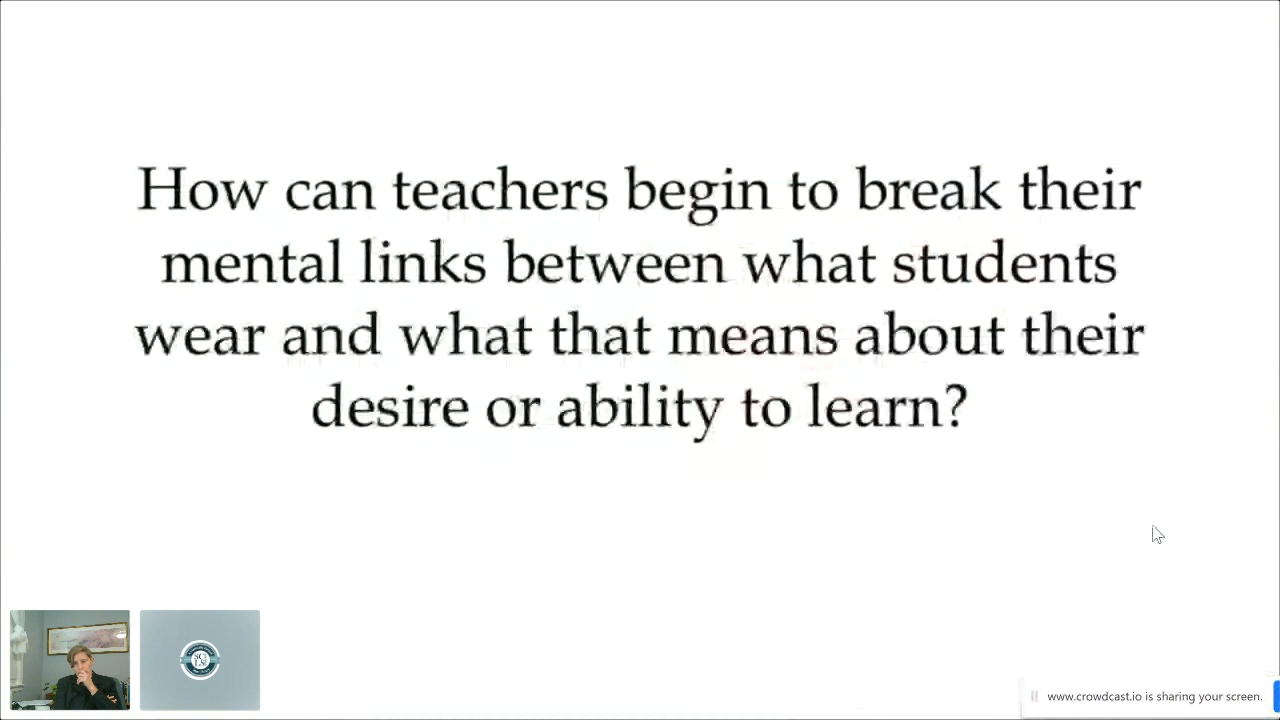 How can teachers begin to break their
mental links between what students
wear and what that means about their
desire or ability to learn?
www.crowdcast.io is sharing your screen.